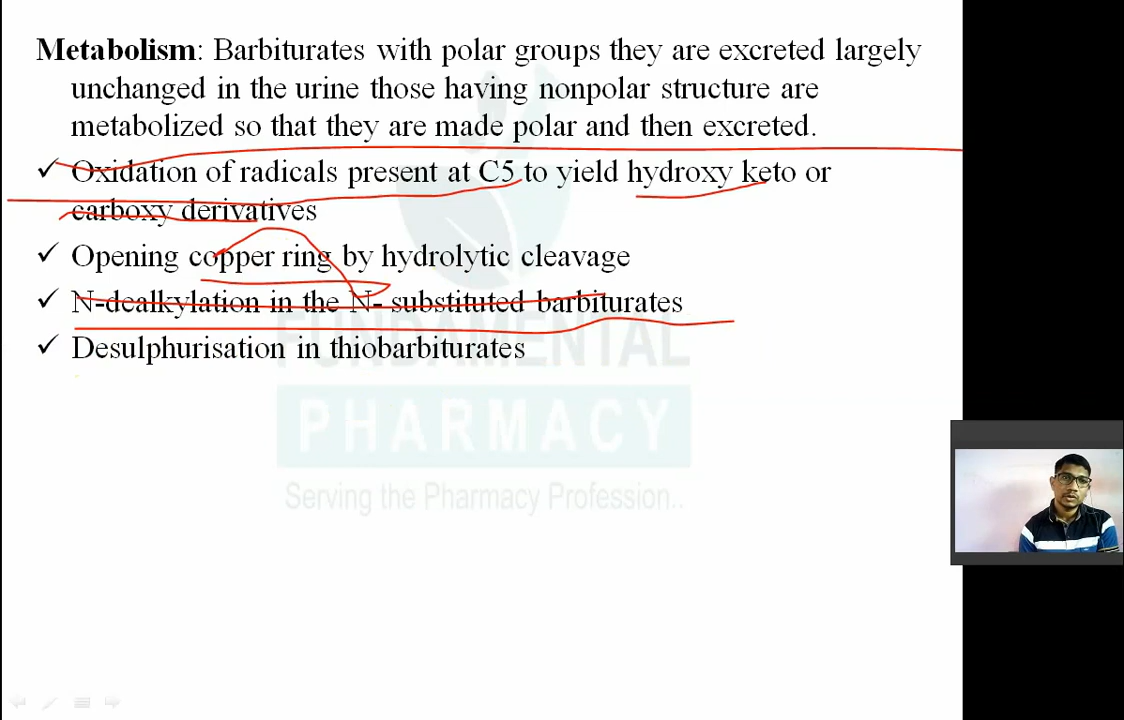 Metabolism: Barbiturates with polar groups they are excreted largely
unchanged in the urine those having nonpolar structure are
metabolized so that they are made polar and then excreted.
✓ Oxidation of radicals present at C5 to yield hydroxy keto or
carboxy derivatives
✓ Opening copper ring by hydrolytic cleavage
✓ N-dealkylation in the N- substituted barbiturates
✓ Desulphurisation in thiobarbiturates
FUNDAMENTAL
PHARMACY
Serving the Pharmacy Profession..